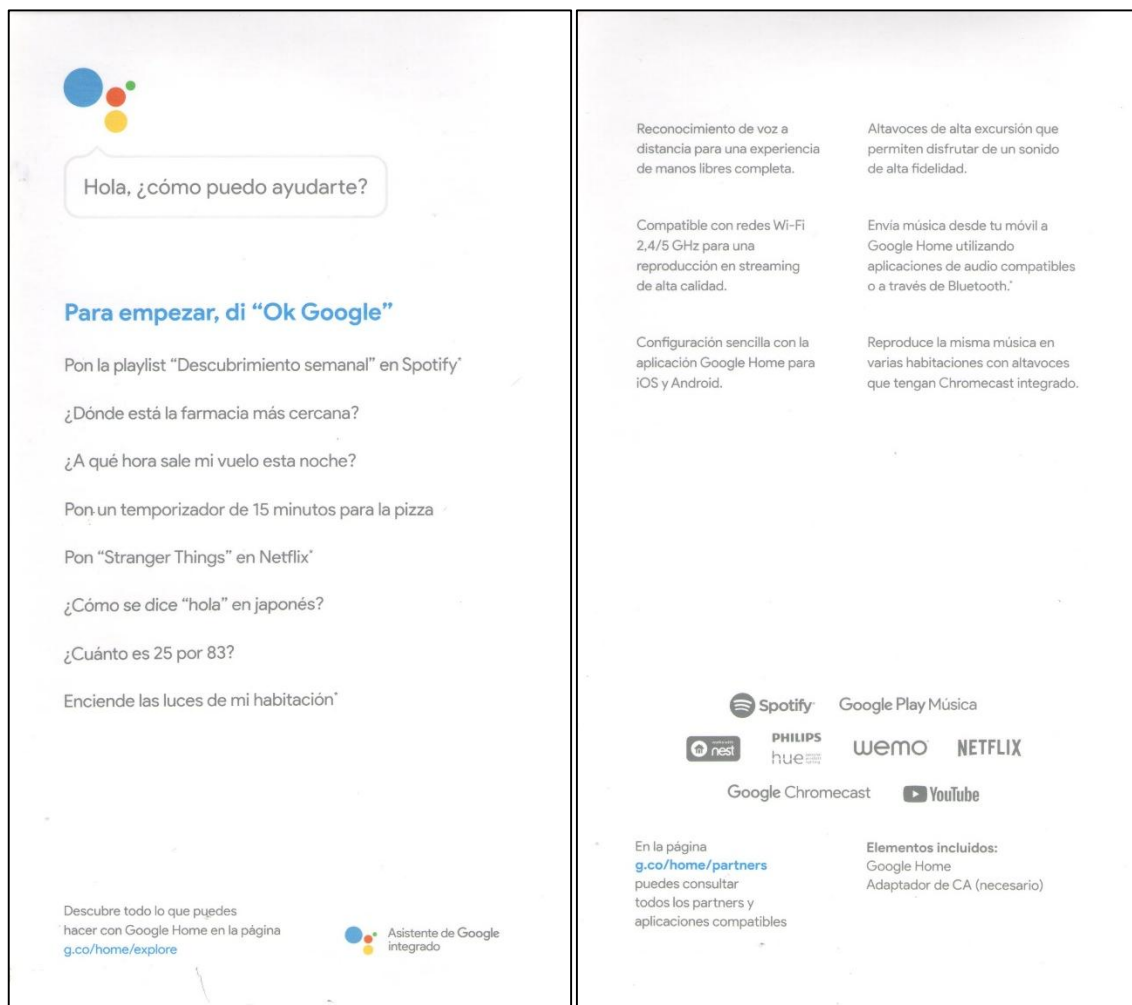 Hola, ¿cómo puedo ayudarte?
Para empezar, di “Ok Google”
Pon la playlist “Descubrimiento semanal” en Spotify*
¿Dónde está la farmacia más cercana?
¿A qué hora sale mi vuelo esta noche?
Pon un temporizador de 15 minutos para la pizza
Pon “Stranger Things” en Netflix*
¿Cómo se dice “hola” en japonés?
¿Cuánto es 25 por 83?
Enciende las luces de mi habitación*
Descubre todo lo que puedes
hacer con Google Home en la página
g.co/home/explore
Asistente de Google
integrado
Reconocimiento de voz a
distancia para una experiencia
de manos libres completa.
Altavoces de alta excursión que
permiten disfrutar de un sonido
de alta fidelidad.
Compatible con redes Wi-Fi
2,4/5 GHz para una
reproducción en streaming
de alta calidad.
Envía música desde tu móvil a
Google Home utilizando
aplicaciones de audio compatibles
o a través de Bluetooth.*
Configuración sencilla con la
aplicación Google Home para
iOS y Android.
Reproduce la misma música en
varias habitaciones con altavoces
que tengan Chromecast integrado.
Spotify Google Play Música
nest PHILIPS hue wemo NETFLIX
Google Chromecast YouTube
En la página
g.co/home/partners
puedes consultar
todos los partners y
aplicaciones compatibles
Elementos incluidos:
Google Home
Adaptador de CA (necesario)